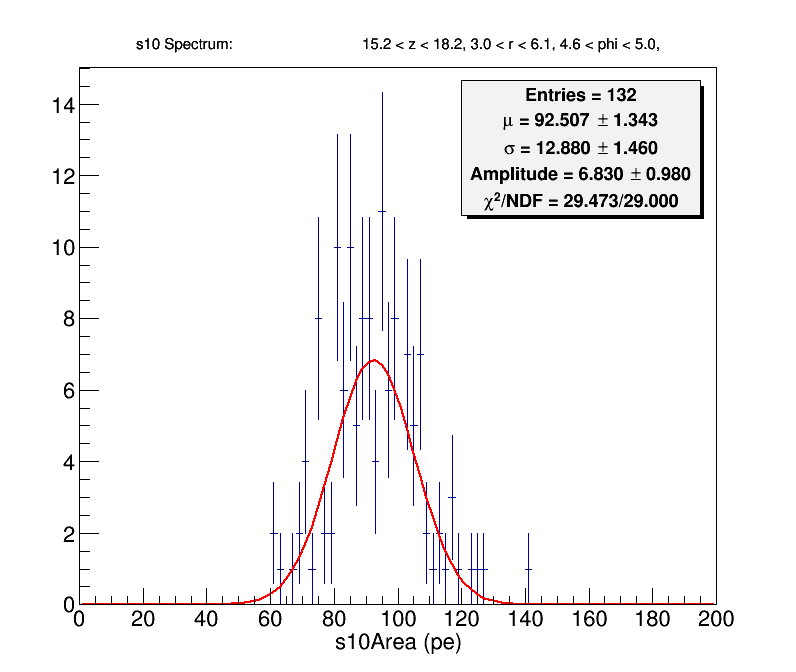 s10 Spectrum: 15.2 < z < 18.2, 3.0 < r < 6.1, 4.6 < phi < 5.0,
Entries = 132
μ = 92.507 ± 1.343
σ = 12.880 ± 1.460
Amplitude = 6.830 ± 0.980
χ²/NDF = 29.473/29.000
14
12
10
8
6
4
2
0
0 20 40 60 80 100 120 140 160 180 200
s10Area (pe)